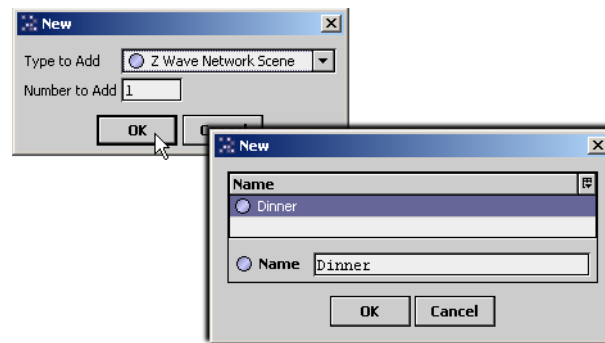 New
Type to Add Z Wave Network Scene
Number to Add 1
OK
New
Name
Dinner
Name Dinner
OK Cancel